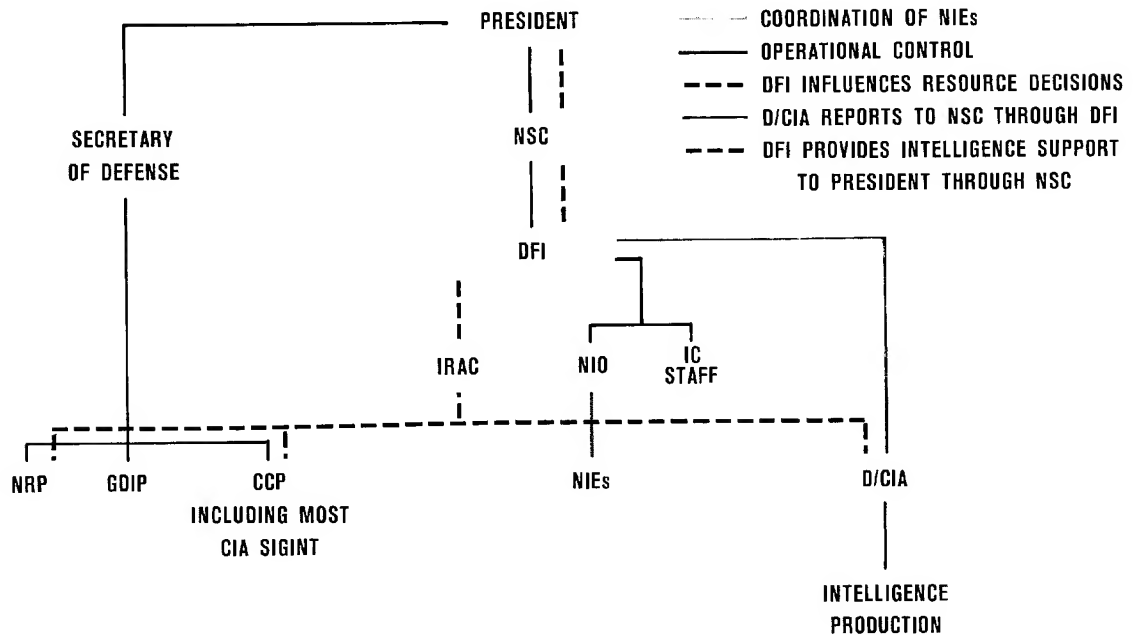 PRESIDENT
COORDINATION OF NIEs
OPERATIONAL CONTROL
DFI INFLUENCES RESOURCE DECISIONS
D/CIA REPORTS TO NSC THROUGH DFI
DFI PROVIDES INTELLIGENCE SUPPORT
TO PRESIDENT THROUGH NSC
SECRETARY
OF DEFENSE
NSC
DFI
IRAC
NIO
IC
STAFF
NRP
GDIP
CCP
INCLUDING MOST
CIA SIGINT
NIEs
D/CIA
INTELLIGENCE
PRODUCTION